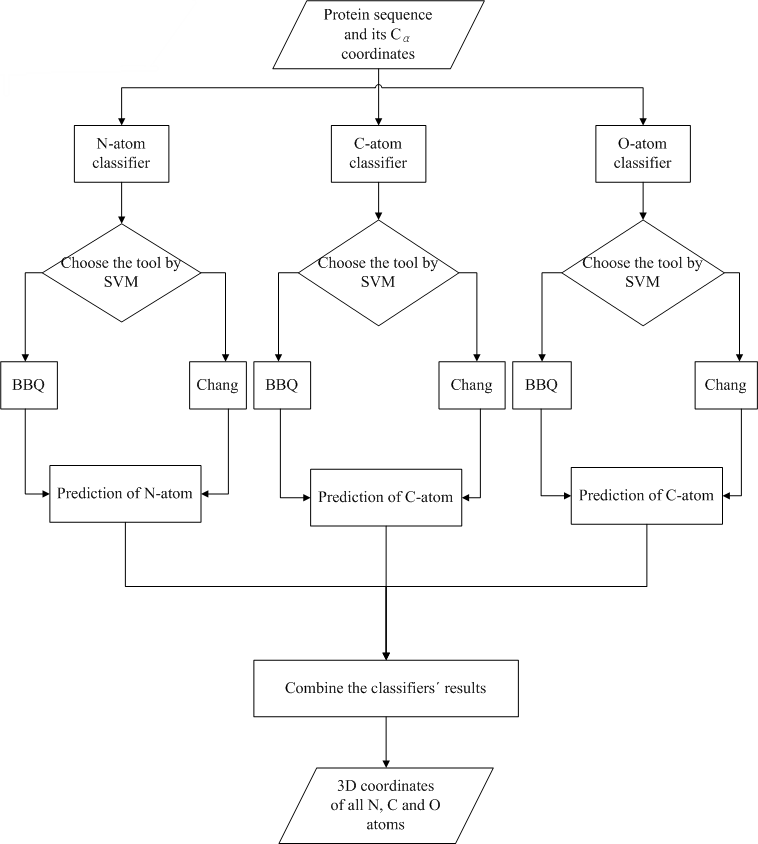 Protein sequence
and its Cα
coordinates
N-atom
classifier
C-atom
classifier
O-atom
classifier
Choose the tool by
SVM
Choose the tool by
SVM
Choose the tool by
SVM
BBQ
Chang
BBQ
Chang
BBQ
Chang
Prediction of N-atom
Prediction of C-atom
Prediction of C-atom
Combine the classifiers´ results
3D coordinates
of all N, C and O
atoms